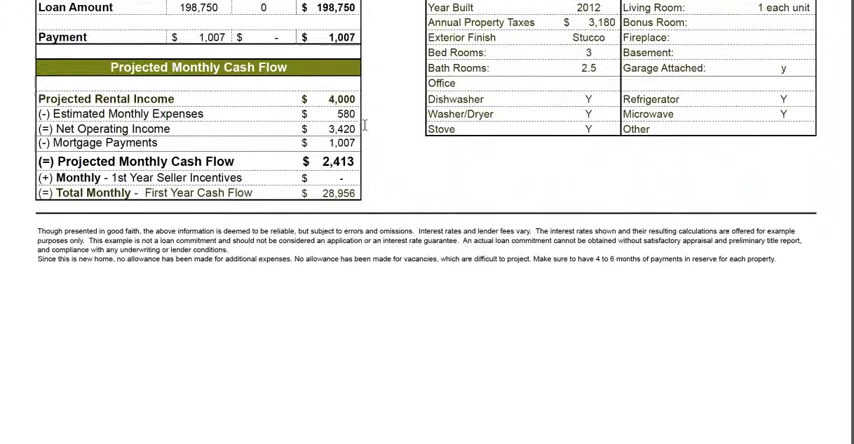 Loan Amount 198,750 0 $ 198,750
Payment $ 1,007 $ - $ 1,007
Projected Monthly Cash Flow
Projected Rental Income $ 4,000
(-) Estimated Monthly Expenses $ 580
(=) Net Operating Income $ 3,420
(-) Mortgage Payments $ 1,007
(=) Projected Monthly Cash Flow $ 2,413
(+) Monthly - 1st Year Seller Incentives $ -
(=) Total Monthly - First Year Cash Flow $ 28,956
Year Built 2012 Living Room: 1 each unit
Annual Property Taxes $ 3,180 Bonus Room:
Exterior Finish Stucco Fireplace:
Bed Rooms: 3 Basement:
Bath Rooms: 2.5 Garage Attached: y
Office
Dishwasher Y Refrigerator Y
Washer/Dryer Y Microwave Y
Stove Y Other
Though presented in good faith, the above information is deemed to be reliable, but subject to errors and omissions. Interest rates and lender fees vary. The interest rates shown and their resulting calculations are offered for example
purposes only. This example is not a loan commitment and should not be considered an application or an interest rate guarantee. An actual loan commitment cannot be obtained without satisfactory appraisal and preliminary title report,
and compliance with any underwriting or lender conditions.
Since this is new home, no allowance has been made for additional expenses. No allowance has been made for vacancies, which are difficult to project. Make sure to have 4 to 6 months of payments in reserve for each property.